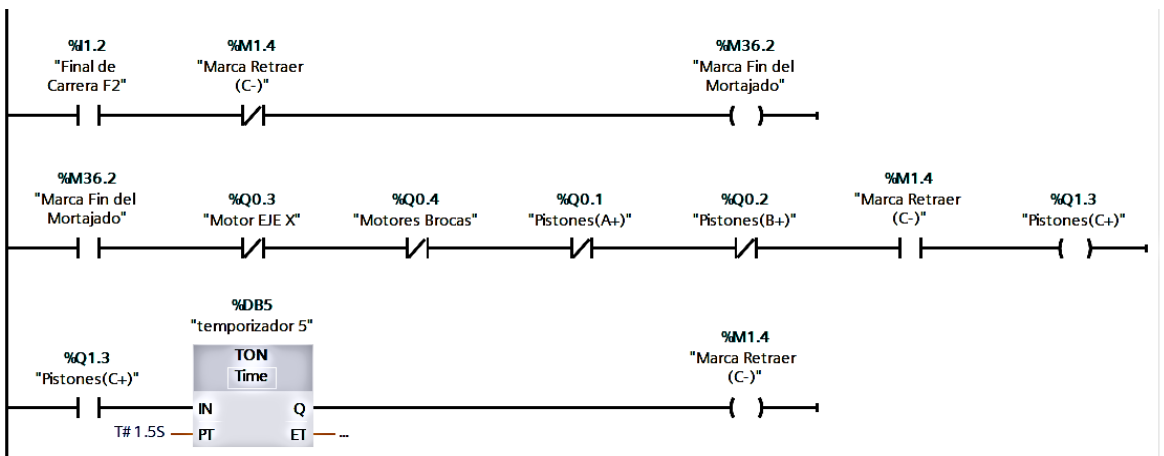 %I1.2
"Final de
Carrera F2"
%M1.4
"Marca Retraer
(C-)"
%M36.2
"Marca Fin del
Mortajado"
%M36.2
"Marca Fin del
Mortajado"
%Q0.3
"Motor EJE X"
%Q0.4
"Motores Brocas"
%Q0.1
"Pistones(A+)"
%Q0.2
"Pistones(B+)"
%M1.4
"Marca Retraer
(C-)"
%Q1.3
"Pistones(C+)"
%Q1.3
"Pistones(C+)"
%DB5
"temporizador 5"
TON
Time
IN Q
T#1.5S PT ET ...
%M1.4
"Marca Retraer
(C-)"